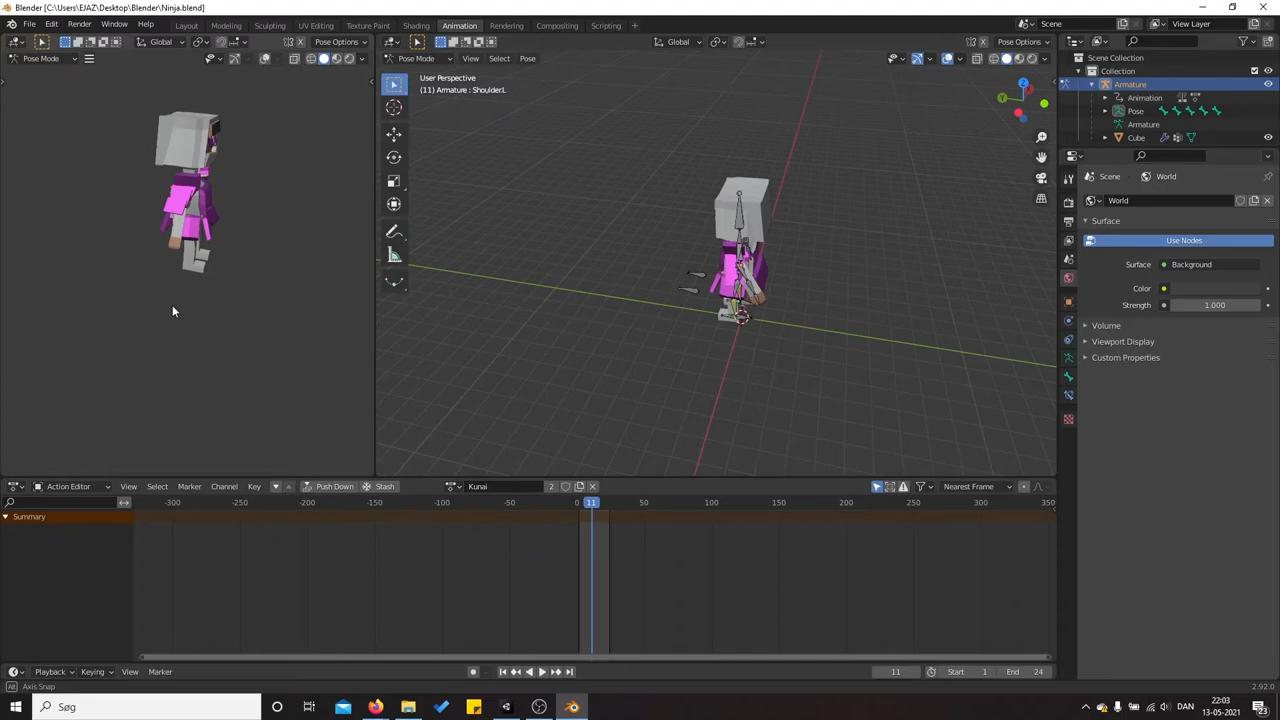 Blender [C:\Users\EJAZ\Desktop\Blender\Ninja.blend]
File Edit Render Window Help Layout Modeling Sculpting UV Editing Texture Paint Shading Animation Rendering Compositing Scripting Scene View Layer
Global Pose Options Global Pose Options
Pose Mode Pose Mode View Select Pose
User Perspective
(11) Armature : Shoulder.L
Z
Y
Scene Collection
Collection
Armature
Animation
Pose
Armature
Cube
Scene World
World
Surface
Use Nodes
Surface Background
Color
Strength 1.000
Volume
Viewport Display
Custom Properties
Action Editor View Select Marker Channel Key Push Down Stash Kunai 2 Nearest Frame
-300 -250 -200 -150 -100 -50 0 11 50 100 150 200 250 300 350
Summary
Playback Keying View Marker 11 Start 1 End 24
Alt Axis Snap 2.92.0
Søg
DAN 22:03
13-05-2021